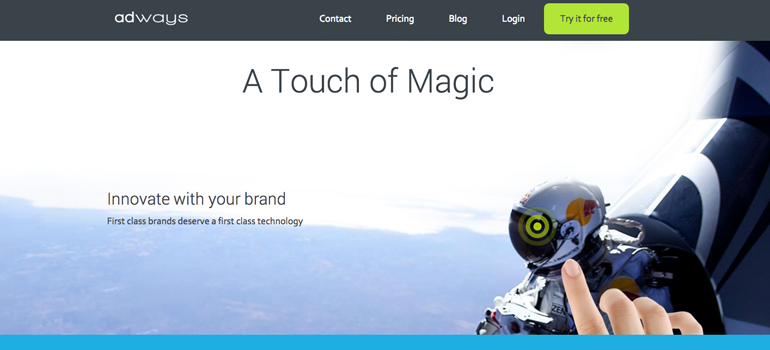 adways
Contact Pricing Blog Login Try it for free
A Touch of Magic
Innovate with your brand
First class brands deserve a first class technology